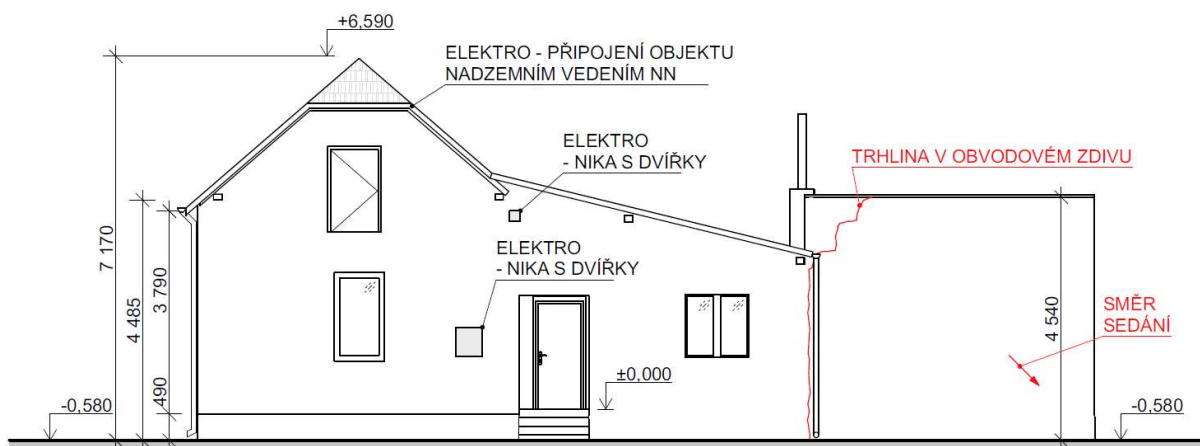 +6,590
ELEKTRO - PŘIPOJENÍ OBJEKTU
NADZEMNÍM VEDENÍM NN
ELEKTRO
- NIKA S DVÍŘKY
TRHLINA V OBVODOVÉM ZDIVU
ELEKTRO
- NIKA S DVÍŘKY
7 170
4 485
3 790
490
4 540
SMĚR
SEDÁNÍ
±0,000
-0,580
-0,580